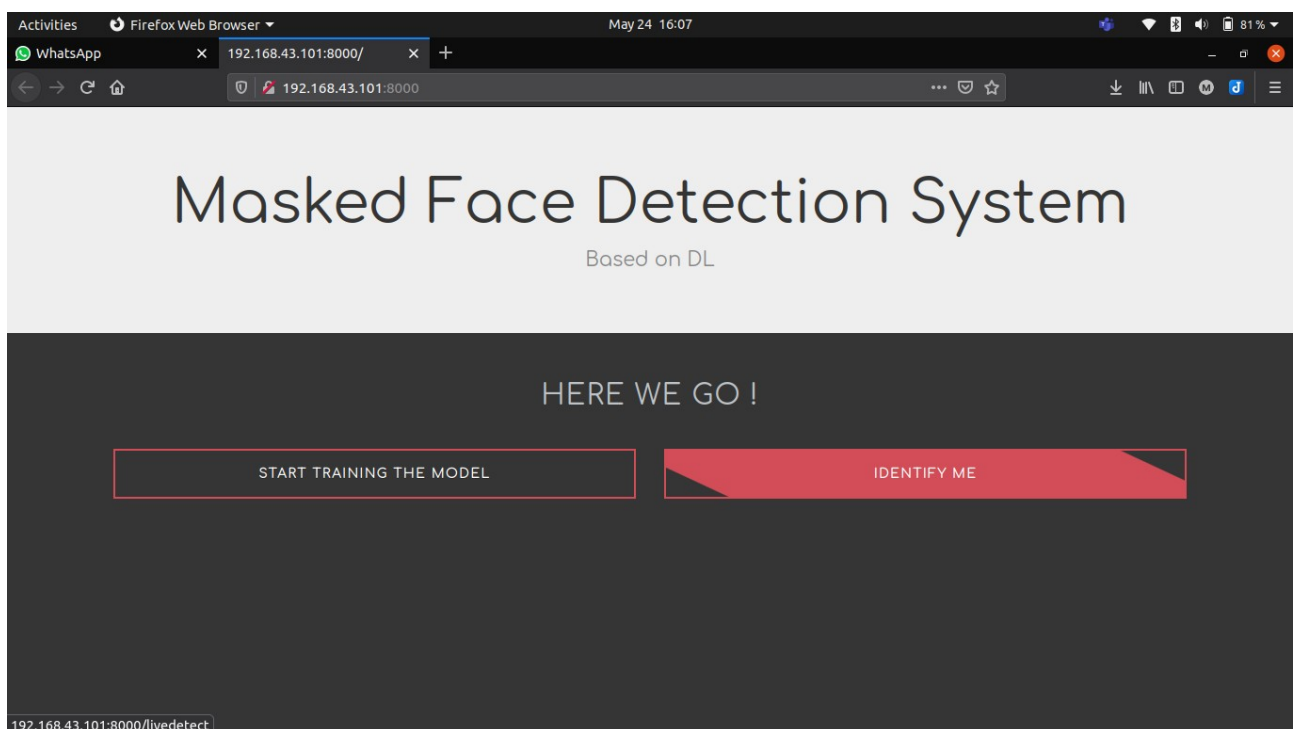 Activities Firefox Web Browser May 24 16:07 81%
WhatsApp 192.168.43.101:8000/
192.168.43.101:8000
Masked Face Detection System
Based on DL
HERE WE GO !
START TRAINING THE MODEL IDENTIFY ME
192.168.43.101:8000/livedetect